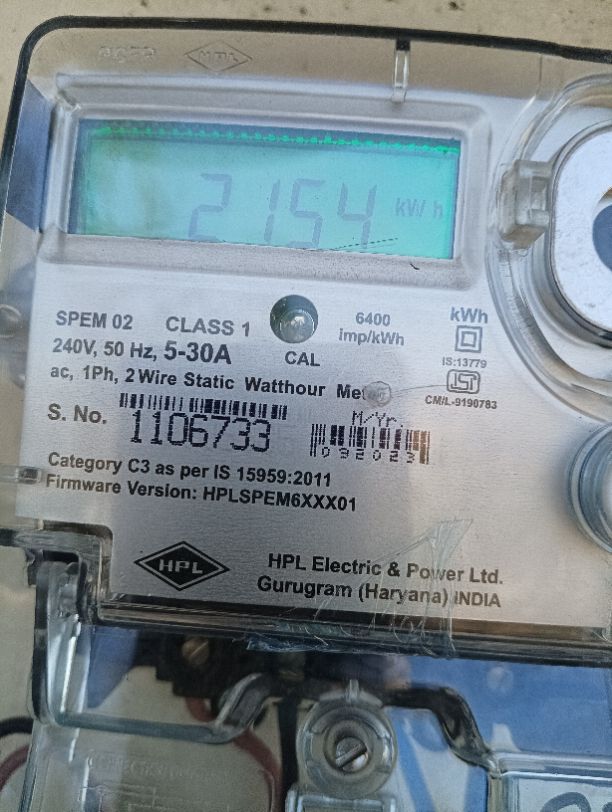 HPL
2154 kWh
SPEM 02 CLASS 1 6400 kWh
imp/kWh
240V, 50 Hz, 5-30A CAL IS:13779
ac, 1Ph, 2 Wire Static Watthour Me
CM/L-9190783
S. No. 1106733 M/Yr.
092023
Category C3 as per IS 15959:2011
Firmware Version: HPLSPEM6XXX01
HPL HPL Electric & Power Ltd.
Gurugram (Haryana) INDIA